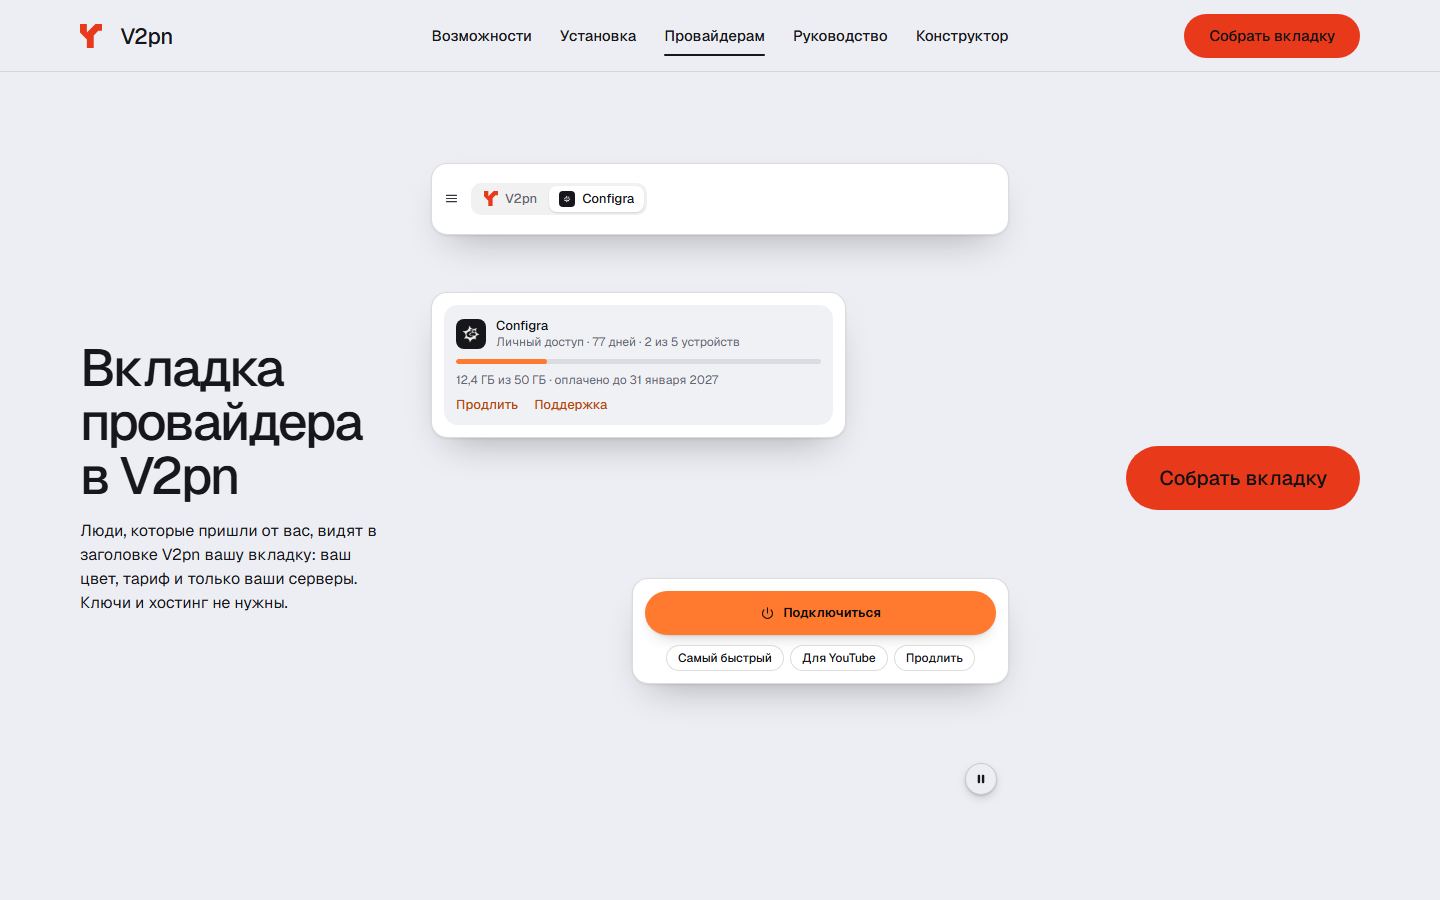 V2pn
Возможности
Установка
Провайдерам
Руководство
Конструктор
Собрать вкладку
V2pn
Configra
Configra
Личный доступ · 77 дней · 2 из 5 устройств
12,4 ГБ из 50 ГБ · оплачено до 31 января 2027
Продлить
Поддержка
Вкладка
провайдера
в V2pn
Люди, которые пришли от вас, видят в
заголовке V2pn вашу вкладку: ваш
цвет, тариф и только ваши серверы.
Ключи и хостинг не нужны.
Собрать вкладку
Подключиться
Самый быстрый
Для YouTube
Продлить